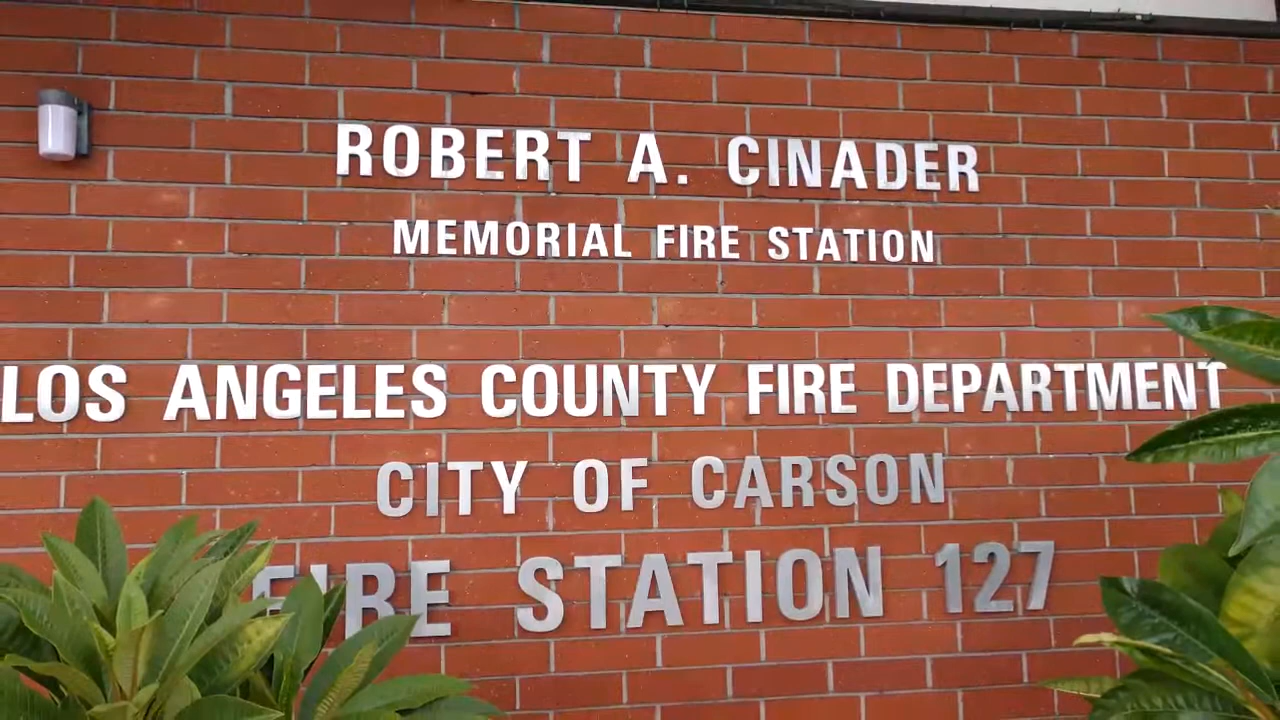 ROBERT A. CINADER
MEMORIAL FIRE STATION
LOS ANGELES COUNTY FIRE DEPARTMENT
CITY OF CARSON
FIRE STATION 127